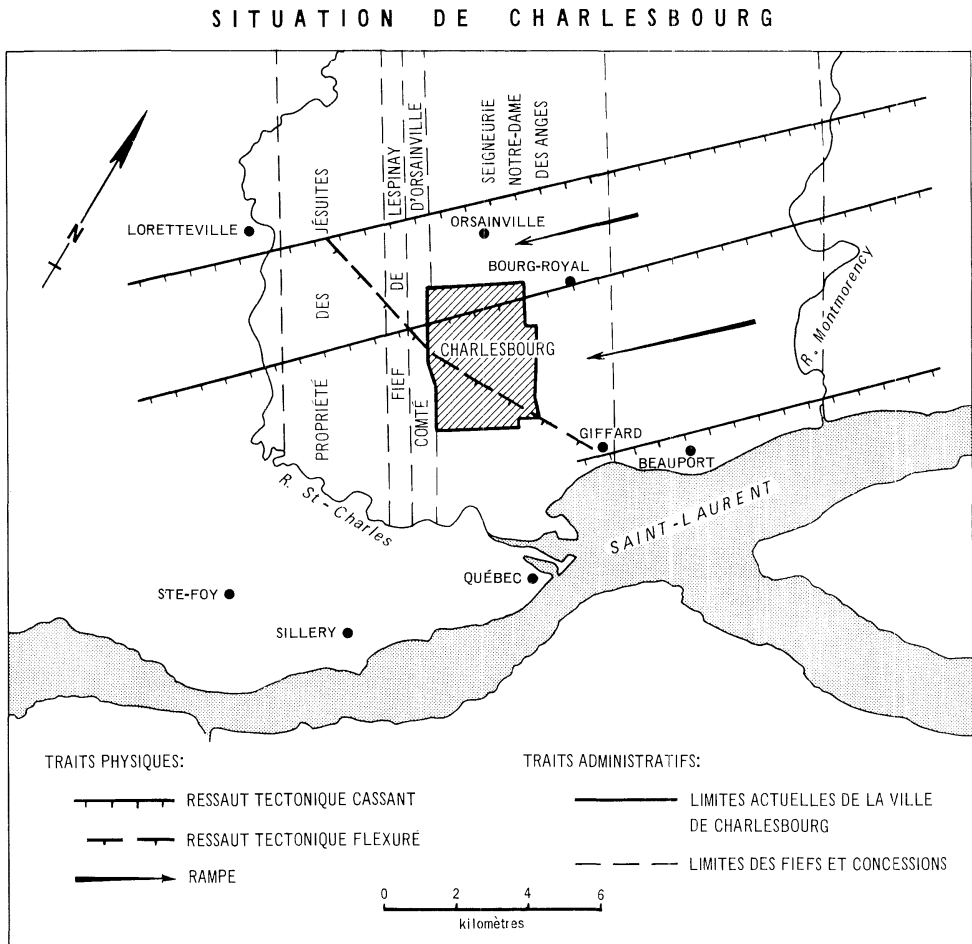 SITUATION DE CHARLESBOURG
N
LORETTEVILLE
PROPRIÉTÉ DES JÉSUITES
FIEF DE LESPINAY
COMTÉ D'ORSAINVILLE
SEIGNEURIE
NOTRE-DAME
DES ANGES
ORSAINVILLE
BOURG-ROYAL
R. Montmorency
CHARLESBOURG
GIFFARD
BEAUPORT
R. St-Charles
SAINT-LAURENT
QUÉBEC
STE-FOY
SILLERY
TRAITS PHYSIQUES:
RESSAUT TECTONIQUE CASSANT
RESSAUT TECTONIQUE FLEXURÉ
RAMPE
TRAITS ADMINISTRATIFS:
LIMITES ACTUELLES DE LA VILLE
DE CHARLESBOURG
LIMITES DES FIEFS ET CONCESSIONS
0 2 4 6
kilomètres